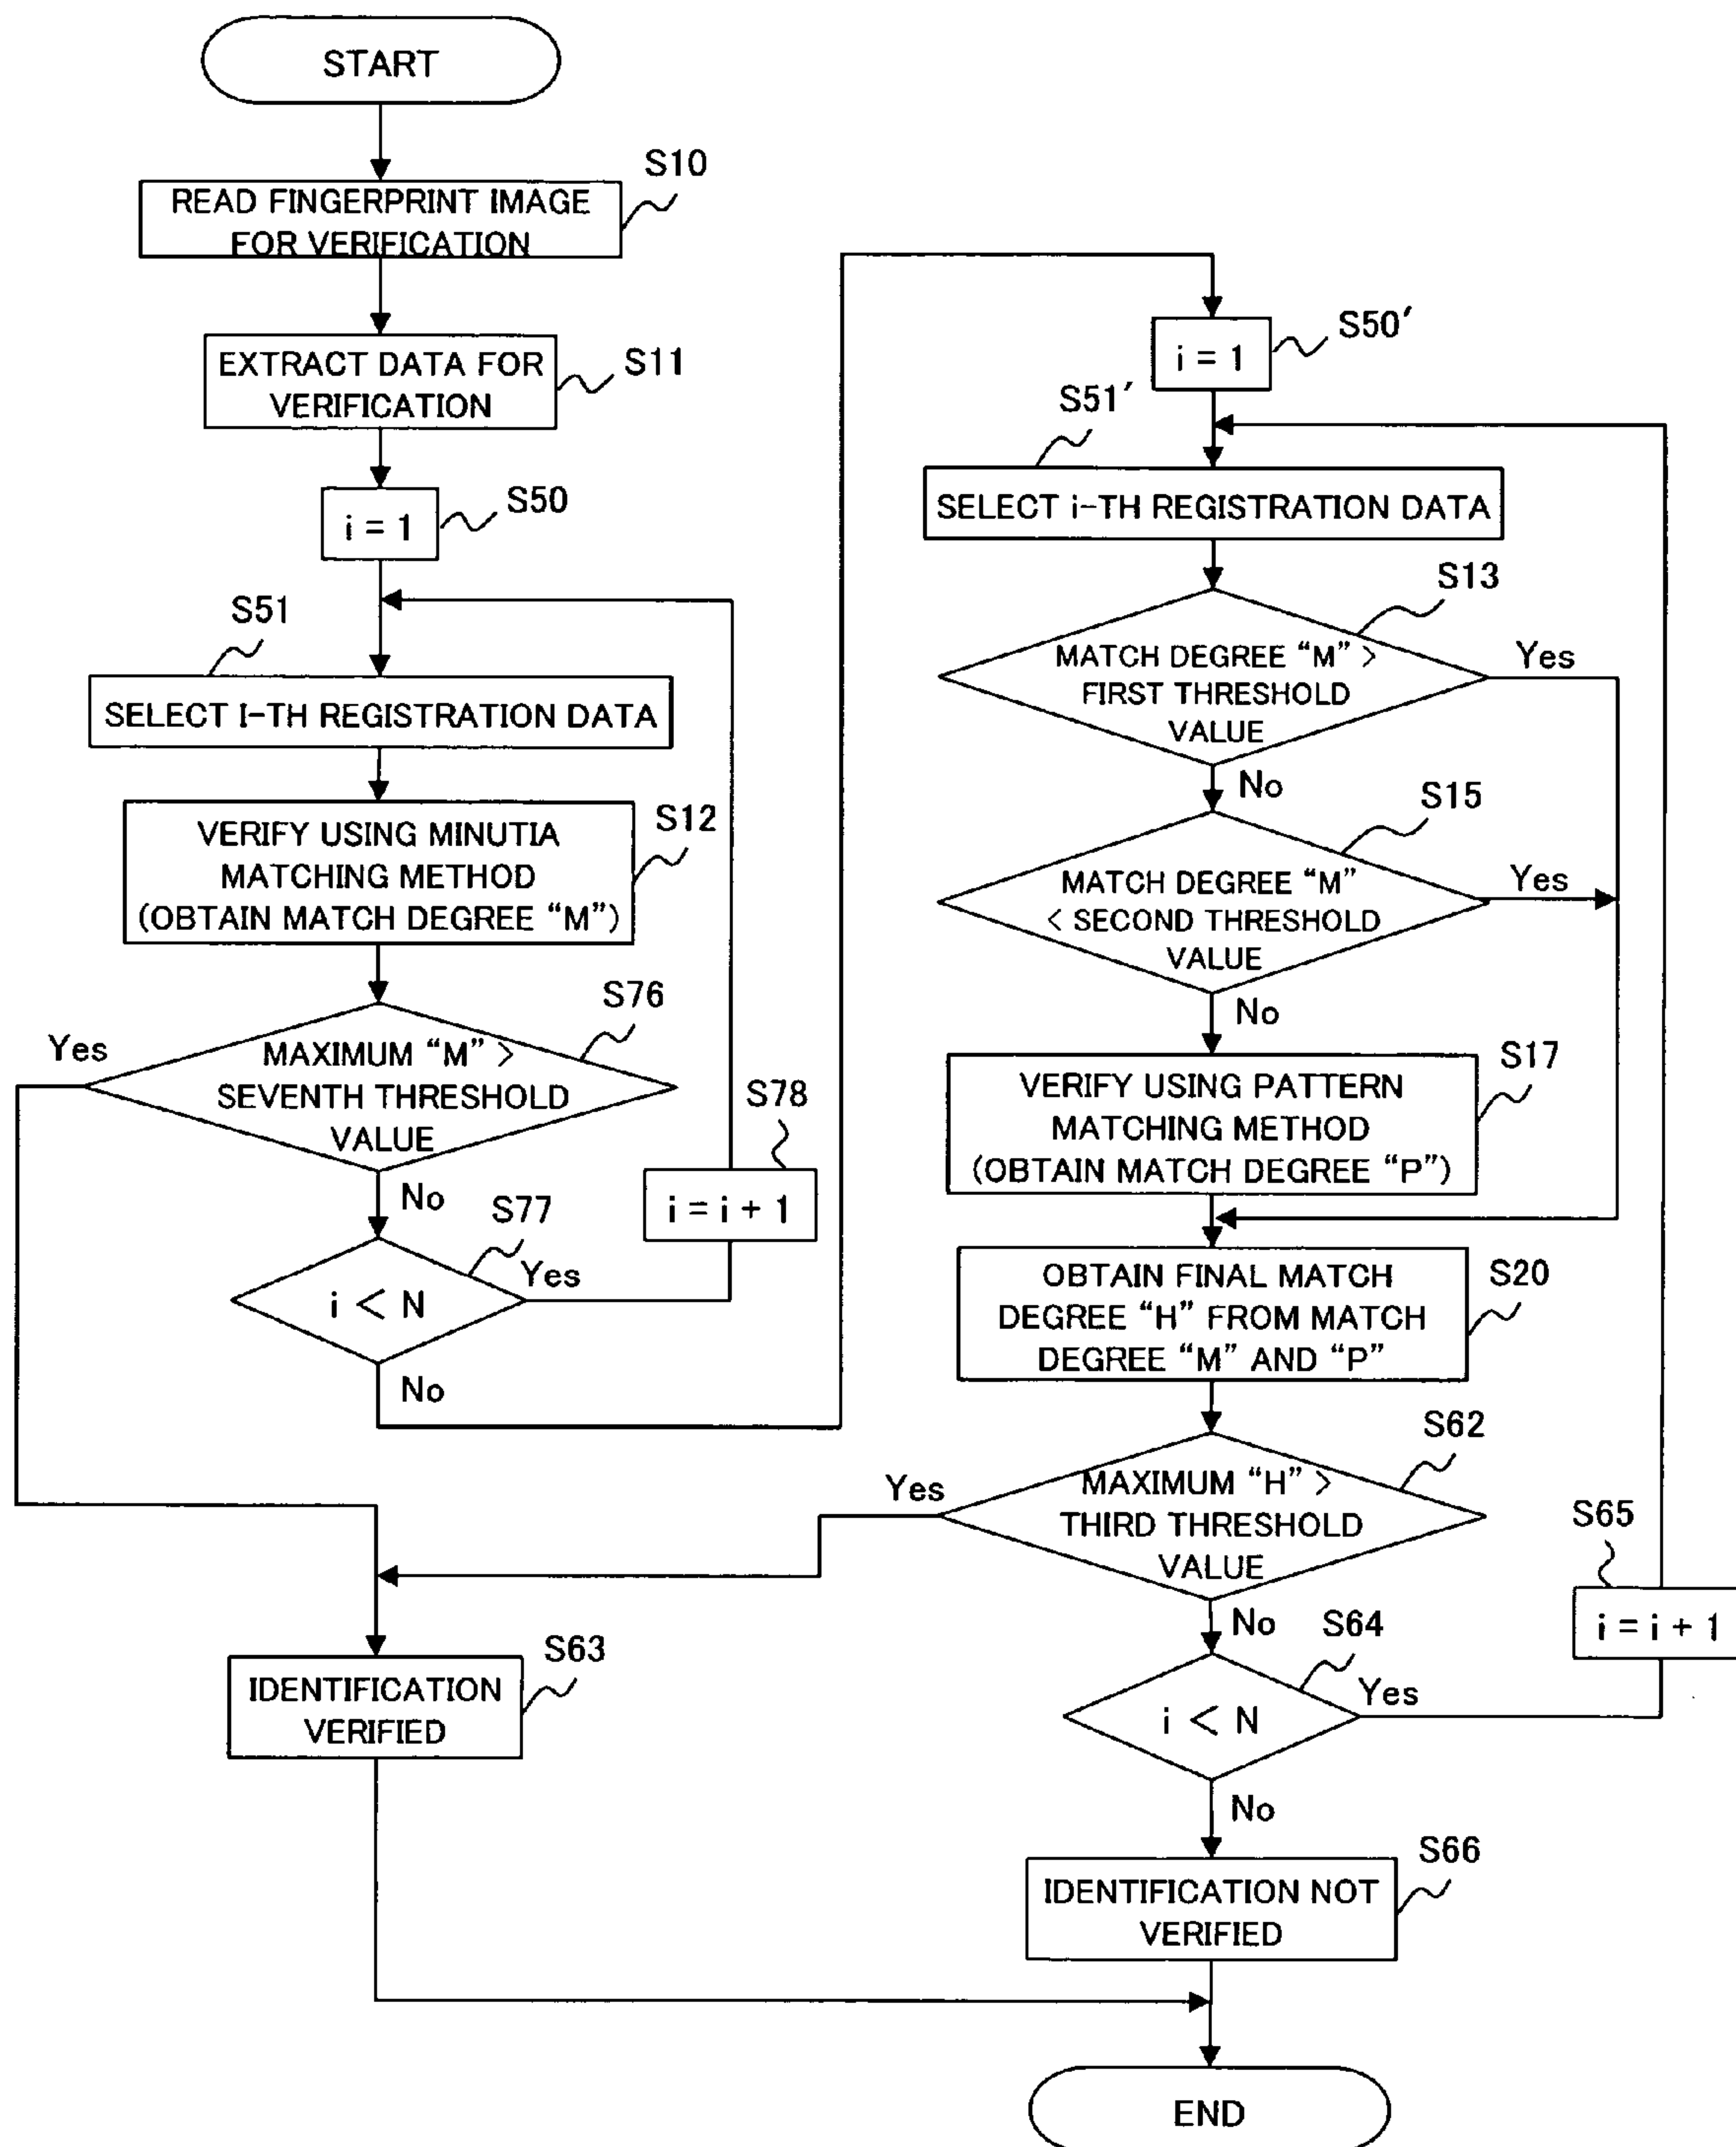 START
S10
READ FINGERPRINT IMAGE
FOR VERIFICATION
S11
EXTRACT DATA FOR
VERIFICATION
S50
i = 1
S51
SELECT I-TH REGISTRATION DATA
S12
VERIFY USING MINUTIA
MATCHING METHOD
(OBTAIN MATCH DEGREE “M”)
S76
Yes
MAXIMUM “M” >
SEVENTH THRESHOLD
VALUE
No
S78
i = i + 1
S77
Yes
i < N
No
S63
IDENTIFICATION
VERIFIED
S50′
i = 1
S51′
SELECT i-TH REGISTRATION DATA
S13
MATCH DEGREE “M” >
FIRST THRESHOLD
VALUE
Yes
No
S15
MATCH DEGREE “M”
< SECOND THRESHOLD
VALUE
Yes
No
S17
VERIFY USING PATTERN
MATCHING METHOD
(OBTAIN MATCH DEGREE “P”)
S20
OBTAIN FINAL MATCH
DEGREE “H” FROM MATCH
DEGREE “M” AND “P”
S62
Yes
MAXIMUM “H” >
THIRD THRESHOLD
VALUE
No
S65
i = i + 1
S64
Yes
i < N
No
S66
IDENTIFICATION NOT
VERIFIED
END